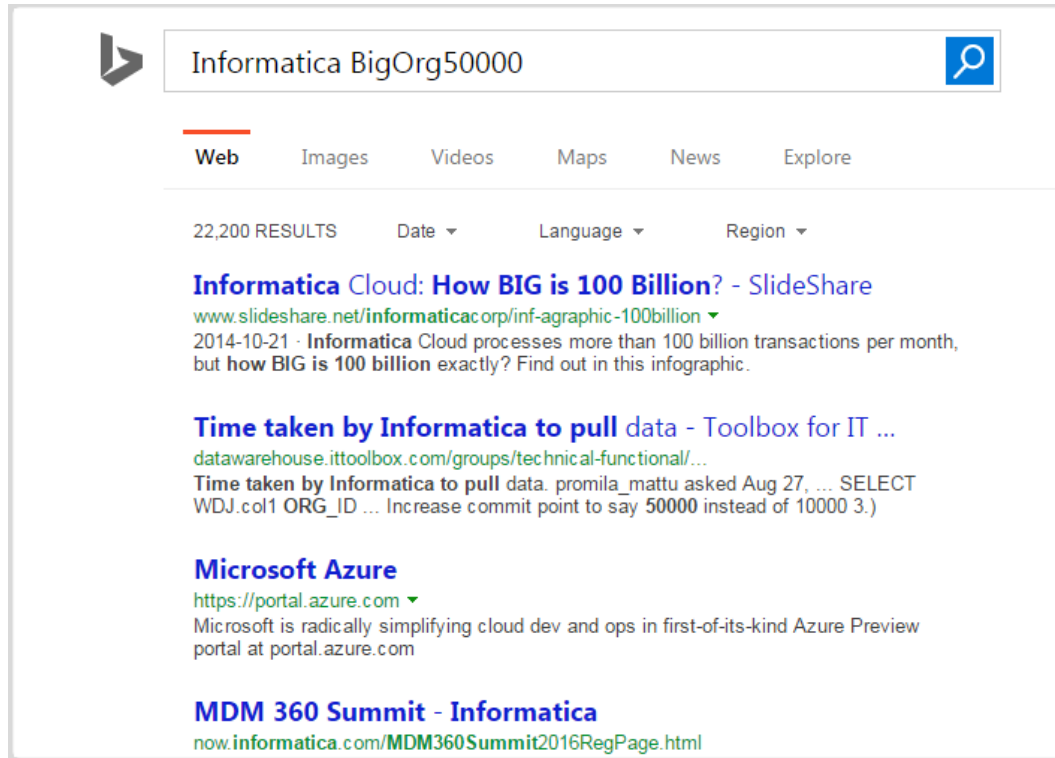 Informatica BigOrg50000
Web Images Videos Maps News Explore
22,200 RESULTS Date Language Region
Informatica Cloud: How BIG is 100 Billion? - SlideShare
www.slideshare.net/informaticacorp/inf-agraphic-100billion
2014-10-21 · Informatica Cloud processes more than 100 billion transactions per month,
but how BIG is 100 billion exactly? Find out in this infographic.
Time taken by Informatica to pull data - Toolbox for IT ...
datawarehouse.ittoolbox.com/groups/technical-functional/...
Time taken by Informatica to pull data. promila_mattu asked Aug 27, ... SELECT
WDJ.col1 ORG_ID ... Increase commit point to say 50000 instead of 10000 3.)
Microsoft Azure
https://portal.azure.com
Microsoft is radically simplifying cloud dev and ops in first-of-its-kind Azure Preview
portal at portal.azure.com
MDM 360 Summit - Informatica
now.informatica.com/MDM360Summit2016RegPage.html